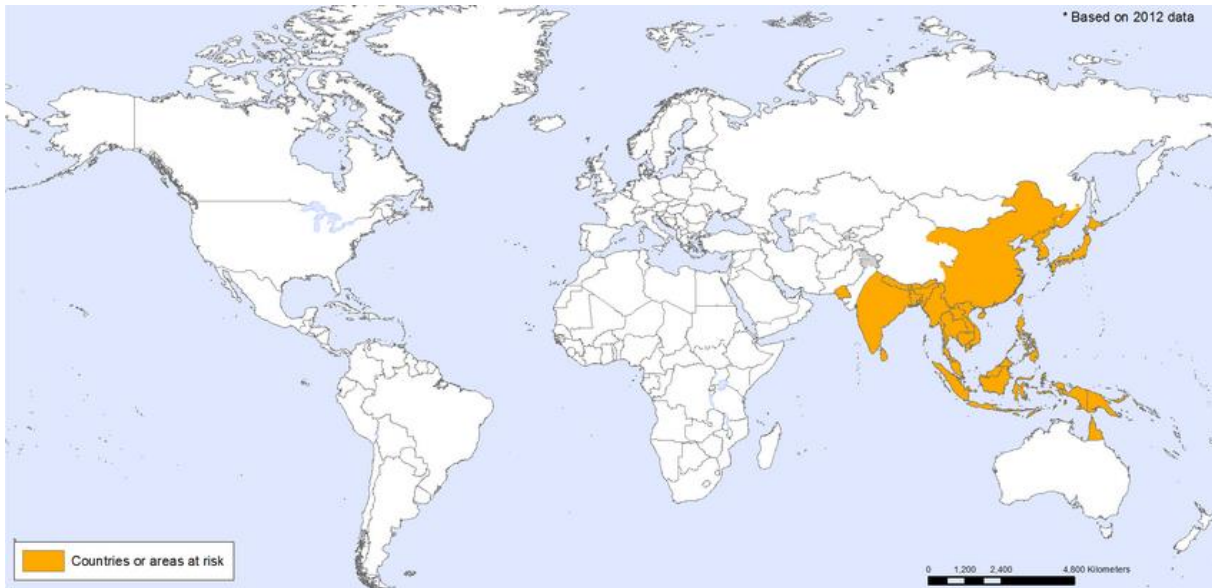 * Based on 2012 data
Countries or areas at risk
0 1,200 2,400 4,800 Kilometers